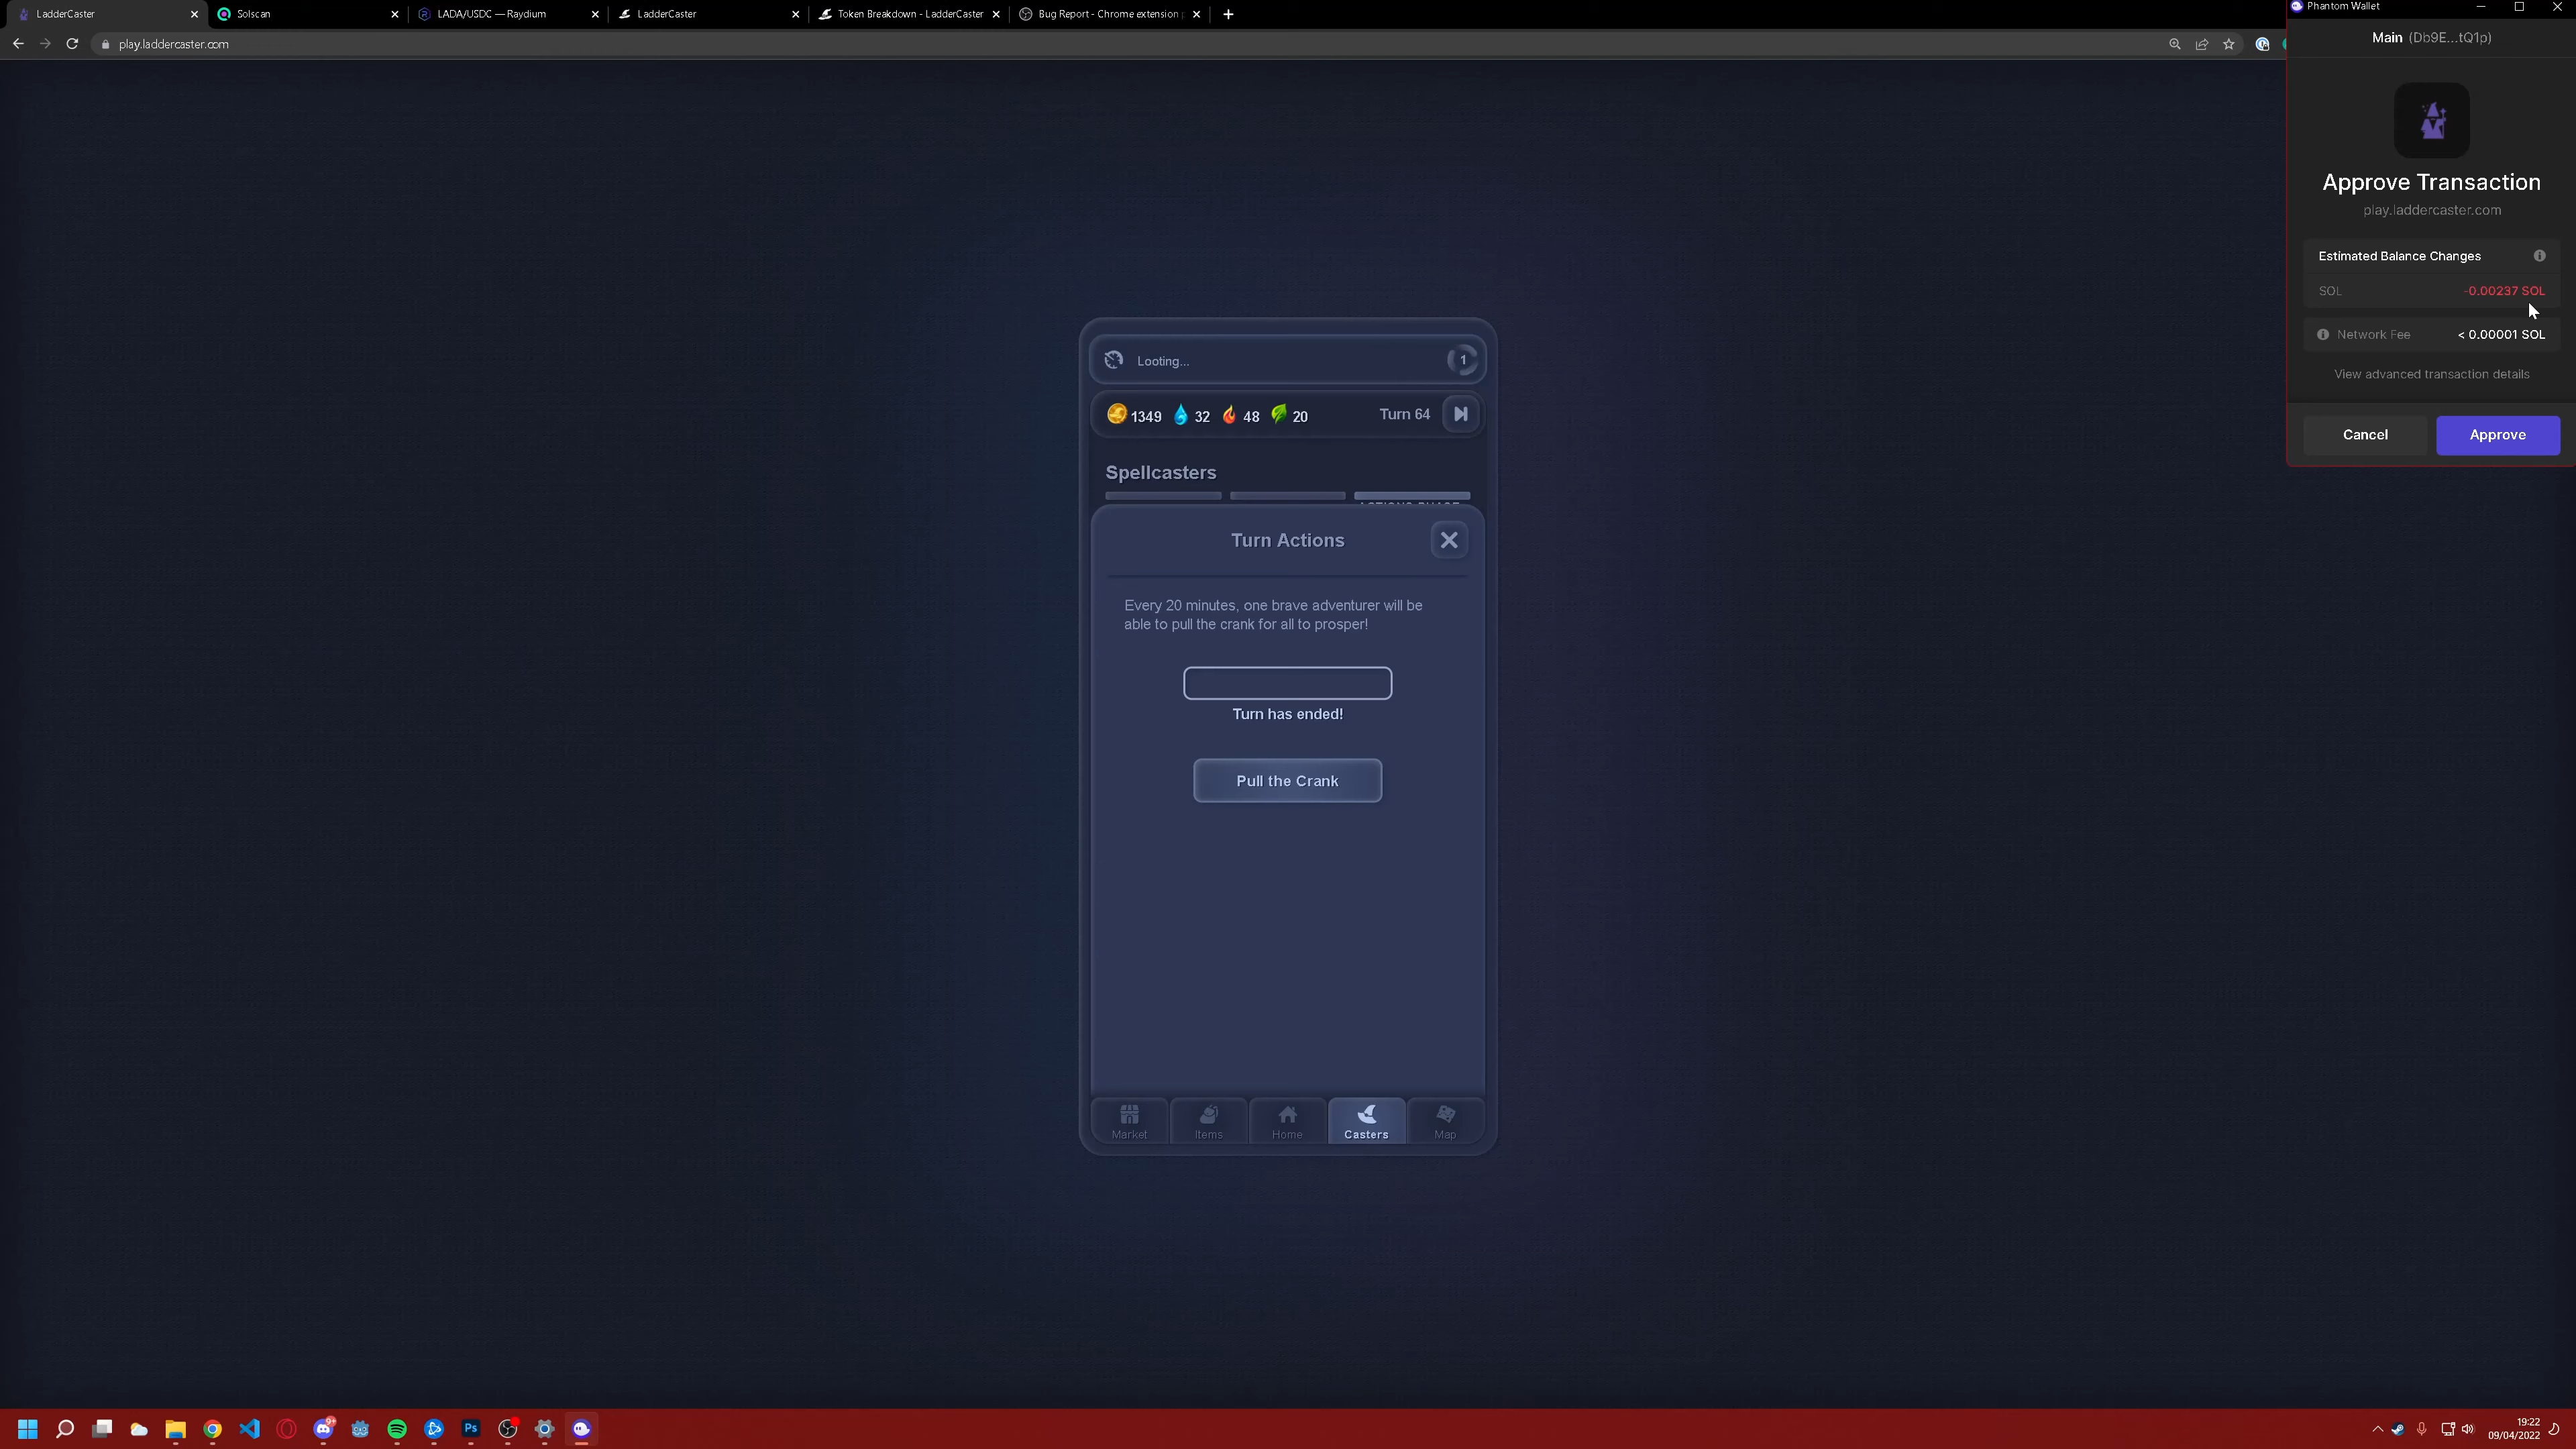 LadderCaster
Solscan
LADA/USDC — Raydium
LadderCaster
Token Breakdown - LadderCaster
Bug Report - Chrome extension
play.laddercaster.com
Phantom Wallet
Main (Db9E...tQ1p)
Approve Transaction
play.laddercaster.com
Estimated Balance Changes
SOL -0.00237 SOL
Network Fee < 0.00001 SOL
View advanced transaction details
Cancel Approve
Looting... 1
1349 32 48 20 Turn 64
Spellcasters
Turn Actions
Every 20 minutes, one brave adventurer will be
able to pull the crank for all to prosper!
Turn has ended!
Pull the Crank
Market Items Home Casters Map
Ps
19:22
09/04/2022